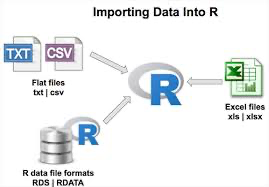 Importing Data Into R
TXT CSV
Flat files
txt | csv
R
X
Excel files
xls | xlsx
R
R data file formats
RDS | RDATA